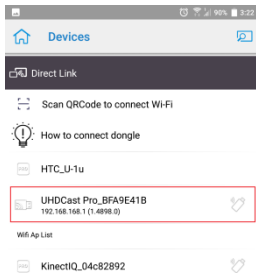 90% 3:22
Devices
Direct Link
Scan QRCode to connect Wi-Fi
How to connect dongle
HTC_U-1u
UHDCast Pro_BFA9E41B
192.168.168.1 (1.4898.0)
Wifi Ap List
KinectIQ_04c82892